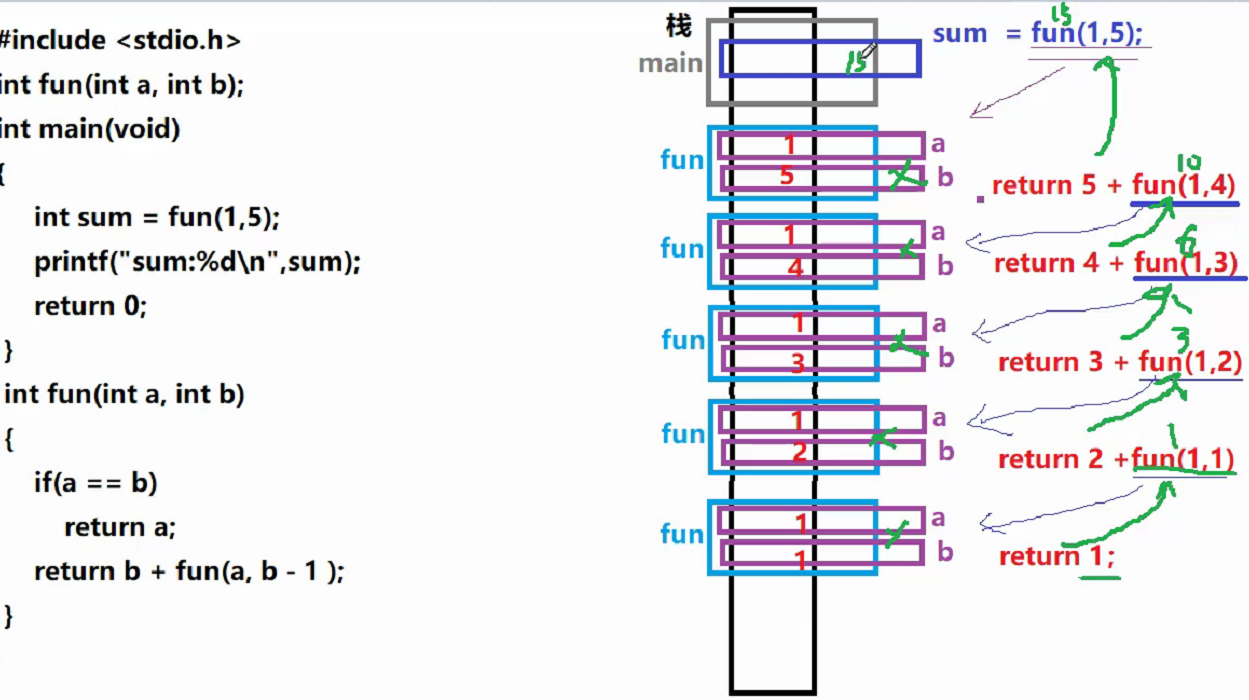 #include <stdio.h>
int fun(int a, int b);
int main(void)
{
int sum = fun(1,5);
printf("sum:%d\n",sum);
return 0;
}
int fun(int a, int b)
{
if(a == b)
return a;
return b + fun(a, b - 1 );
}
栈
main
15
15
sum = fun(1,5);
fun
1
a
5
b
10
return 5 + fun(1,4)
fun
1
a
4
b
6
return 4 + fun(1,3)
fun
1
a
3
b
3
return 3 + fun(1,2)
fun
1
a
2
b
1
return 2 +fun(1,1)
fun
1
a
1
b
return 1;